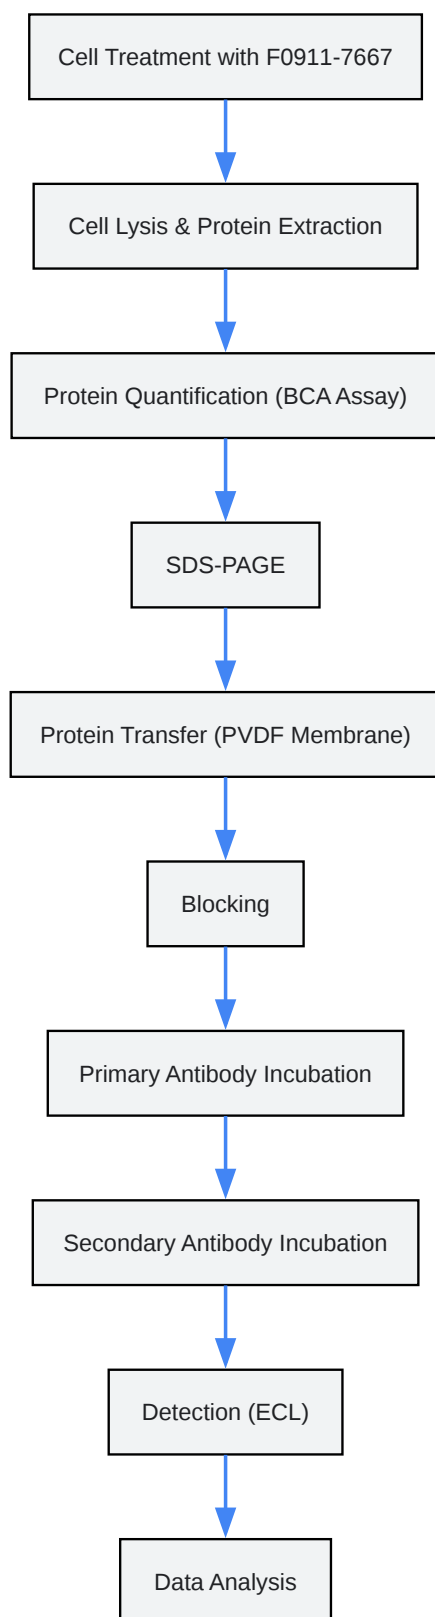 Cell Treatment with F0911-7667
Cell Lysis & Protein Extraction
Protein Quantification (BCA Assay)
SDS-PAGE
Protein Transfer (PVDF Membrane)
Blocking
Primary Antibody Incubation
Secondary Antibody Incubation
Detection (ECL)
Data Analysis